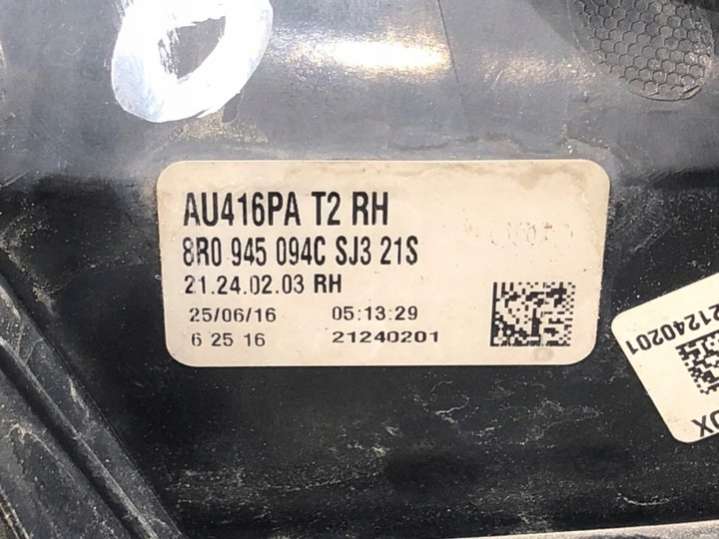 AU416PA T2 RH
8R0 945 094C SJ3 21S
21.24.02.03 RH
25/06/16 05:13:29
6 25 16 21240201
21240201
DX